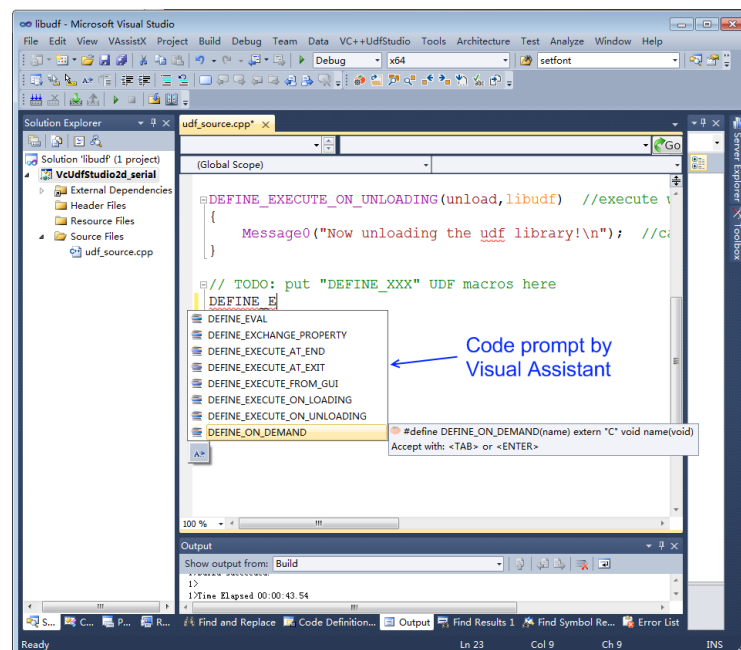 libudf - Microsoft Visual Studio
File Edit View VAssistX Project Build Debug Team Data VC++UdfStudio Tools Architecture Test Analyze Window Help
Debug x64 setfont
Solution Explorer
udf_source.cpp*
Go
Solution 'libudf' (1 project)
(Global Scope)
VcUdfStudio2d_serial
External Dependencies
Header Files
Resource Files
Source Files
udf_source.cpp
DEFINE_EXECUTE_ON_UNLOADING(unload,libudf) //execute
{
Message0("Now unloading the udf library!\n"); //
}
// TODO: put "DEFINE_XXX" UDF macros here
DEFINE_E
DEFINE_EVAL
DEFINE_EXCHANGE_PROPERTY
DEFINE_EXECUTE_AT_END
DEFINE_EXECUTE_AT_EXIT
DEFINE_EXECUTE_FROM_GUI
DEFINE_EXECUTE_ON_LOADING
DEFINE_EXECUTE_ON_UNLOADING
DEFINE_ON_DEMAND
Code prompt by
Visual Assistant
#define DEFINE_ON_DEMAND(name) extern "C" void name(void)
Accept with: <TAB> or <ENTER>
100 %
Output
Show output from: Build
1>
1>Time Elapsed 00:00:43.54
S... C... P... R... Find and Replace Code Definition... Output Find Results 1 Find Symbol Re... Error List
Ready Ln 23 Col 9 Ch 9 INS
Server Explorer
Toolbox